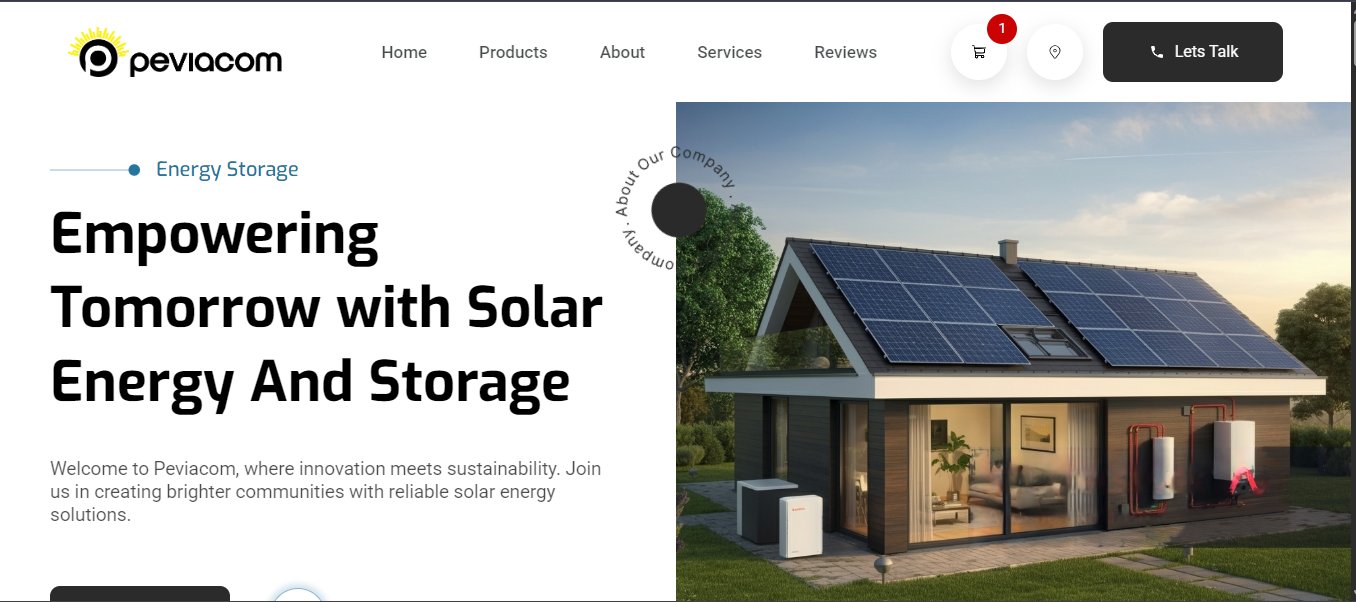 peviacom
Home
Products
About
Services
Reviews
1
Lets Talk
Energy Storage
Empowering
Tomorrow with Solar
Energy And Storage
Welcome to Peviacom, where innovation meets sustainability. Join
us in creating brighter communities with reliable solar energy
solutions.
About Our Company .
ompany .